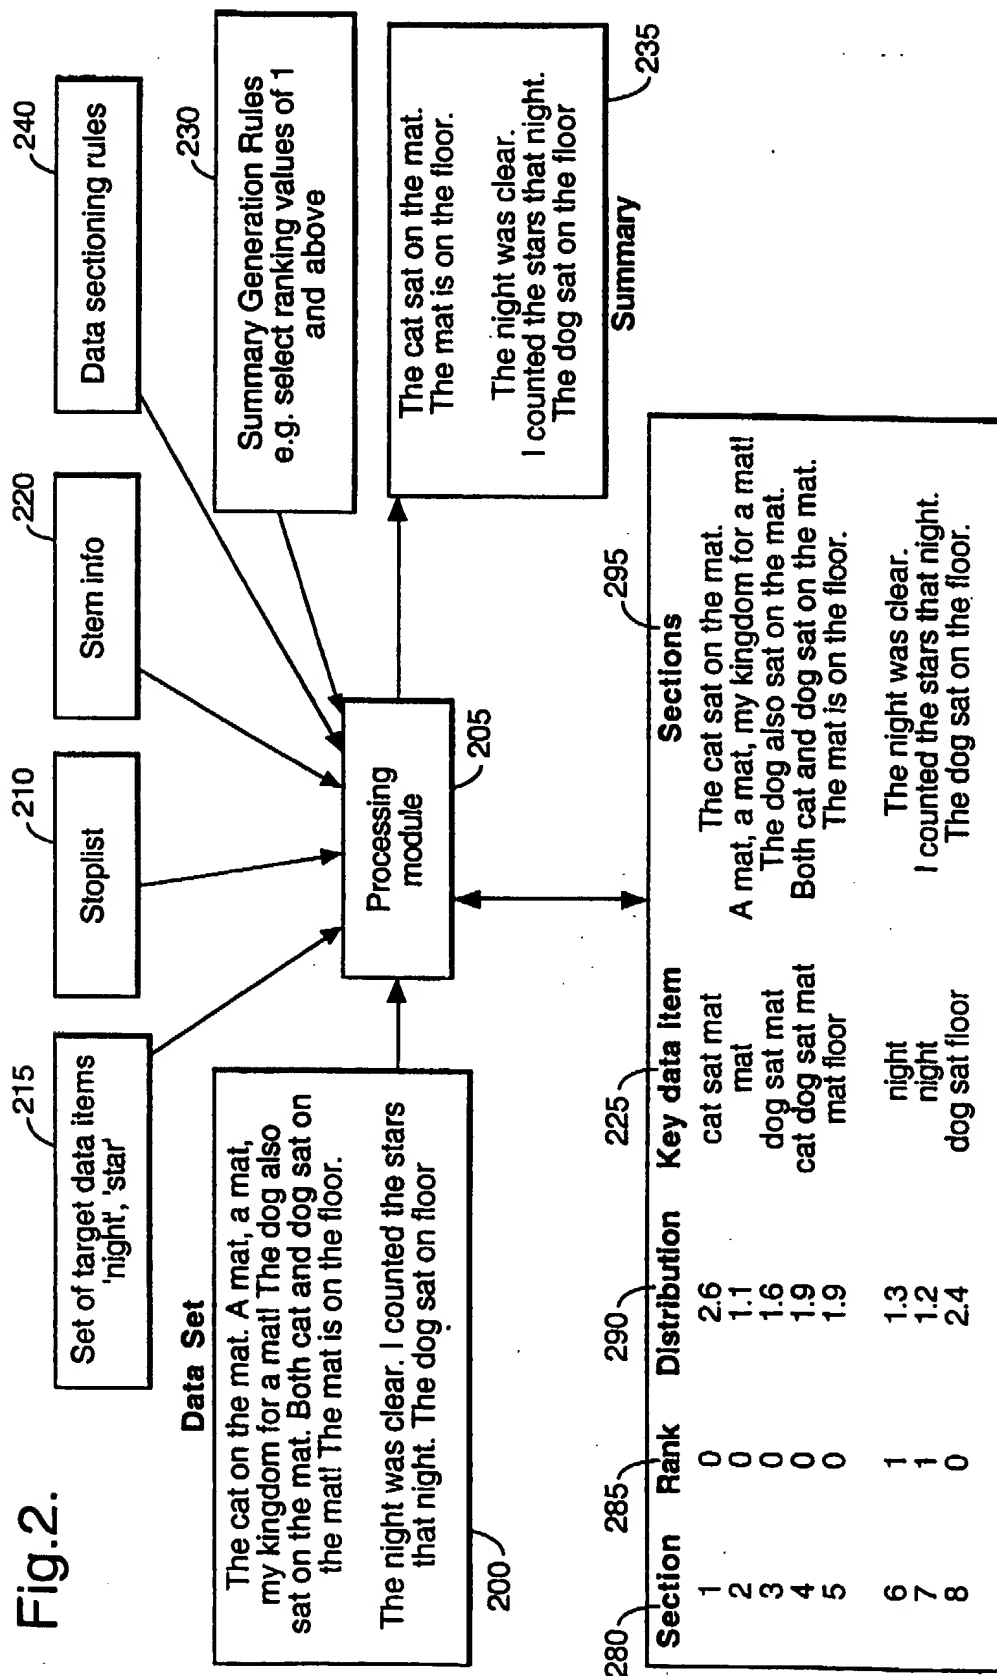 Fig.2.
215
Set of target data items
'night', 'star'
210
Stoplist
220
Stem info
240
Data sectioning rules
230
Summary Generation Rules
e.g. select ranking values of 1
and above
Data Set
The cat on the mat. A mat, a mat,
my kingdom for a mat! The dog also
sat on the mat. Both cat and dog sat on
the mat! The mat is on the floor.
The night was clear. I counted the stars
that night. The dog sat on floor
200
Processing
module
205
The cat sat on the mat.
The mat is on the floor.
The night was clear.
I counted the stars that night.
The dog sat on the floor
235
Summary
280 285 290 225 295
Section Rank Distribution Key data item Sections
1 0 2.6 cat sat mat The cat sat on the mat.
2 0 1.1 mat A mat, a mat, my kingdom for a mat!
3 0 1.6 dog sat mat The dog also sat on the mat.
4 0 1.9 cat dog sat mat Both cat and dog sat on the mat.
5 0 1.9 mat floor The mat is on the floor.
6 1 1.3 night The night was clear.
7 1 1.2 night I counted the stars that night.
8 0 2.4 dog sat floor The dog sat on the floor.